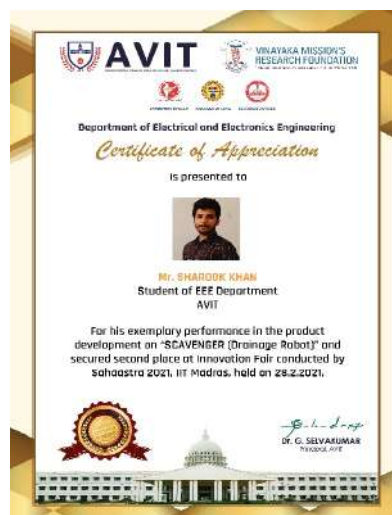 AVIT
VINAYAKA MISSION'S
RESEARCH FOUNDATION
Department of Electrical and Electronics Engineering
Certificate of Appreciation
is presented to
Mr. SHAROOK KHAN
Student of EEE Department
AVIT
For his exemplary performance in the product
development on "SCAVENGER (Drainage Robot)" and
secured second place at Innovation Fair conducted by
Sahaastra 2021, IIT Madras, held on 28.2.2021.
Dr. G. SELVAKUMAR
Principal, AVIT